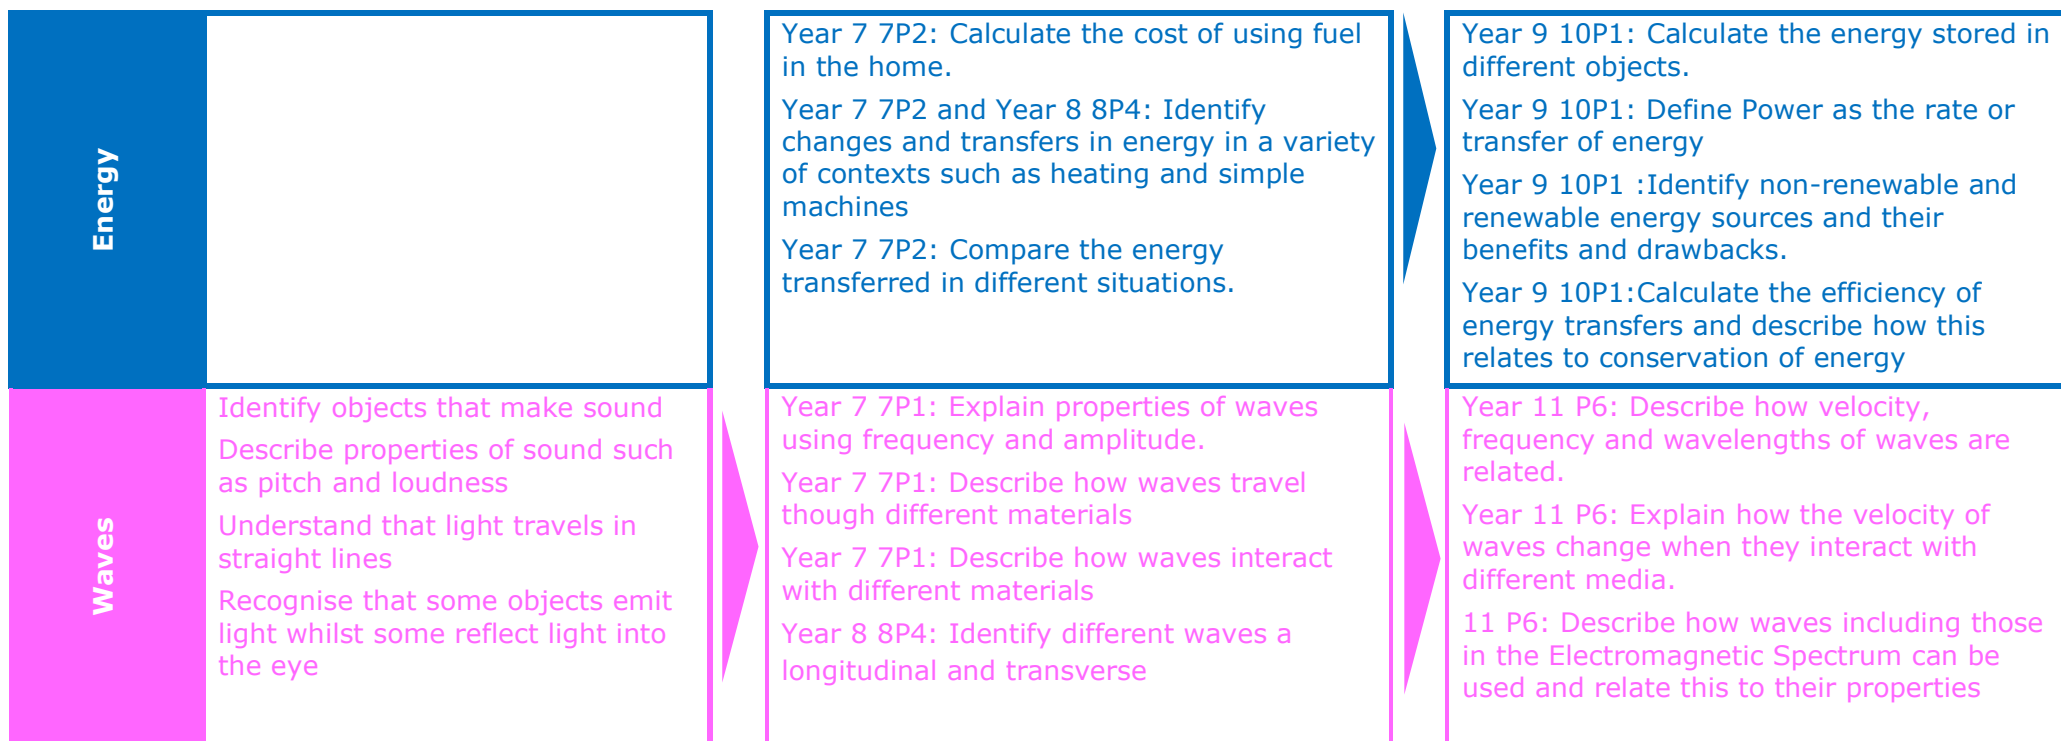 Energy
Year 7 7P2: Calculate the cost of using fuel
in the home.
Year 7 7P2 and Year 8 8P4: Identify
changes and transfers in energy in a variety
of contexts such as heating and simple
machines
Year 7 7P2: Compare the energy
transferred in different situations.
Year 9 10P1: Calculate the energy stored in
different objects.
Year 9 10P1: Define Power as the rate or
transfer of energy
Year 9 10P1 :Identify non-renewable and
renewable energy sources and their
benefits and drawbacks.
Year 9 10P1:Calculate the efficiency of
energy transfers and describe how this
relates to conservation of energy
Waves
Identify objects that make sound
Describe properties of sound such
as pitch and loudness
Understand that light travels in
straight lines
Recognise that some objects emit
light whilst some reflect light into
the eye
Year 7 7P1: Explain properties of waves
using frequency and amplitude.
Year 7 7P1: Describe how waves travel
though different materials
Year 7 7P1: Describe how waves interact
with different materials
Year 8 8P4: Identify different waves a
longitudinal and transverse
Year 11 P6: Describe how velocity,
frequency and wavelengths of waves are
related.
Year 11 P6: Explain how the velocity of
waves change when they interact with
different media.
11 P6: Describe how waves including those
in the Electromagnetic Spectrum can be
used and relate this to their properties